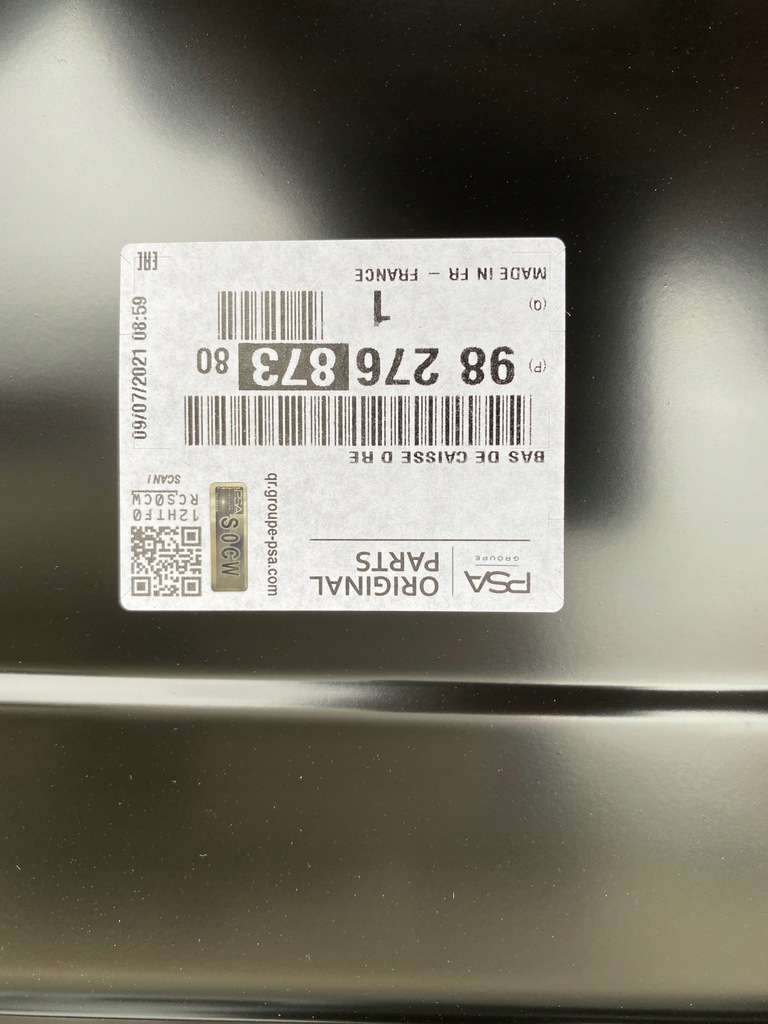 PSA
GROUPE
ORIGINAL
PARTS
qr.groupe-psa.com
PSA
S0CW
12HTF0
RCS0CW
SCAN !
BAS DE CAISSE D RE
(P) 98 276 873 80
(Q) 1
MADE IN FR - FRANCE
09/07/2021 08:59
EAC